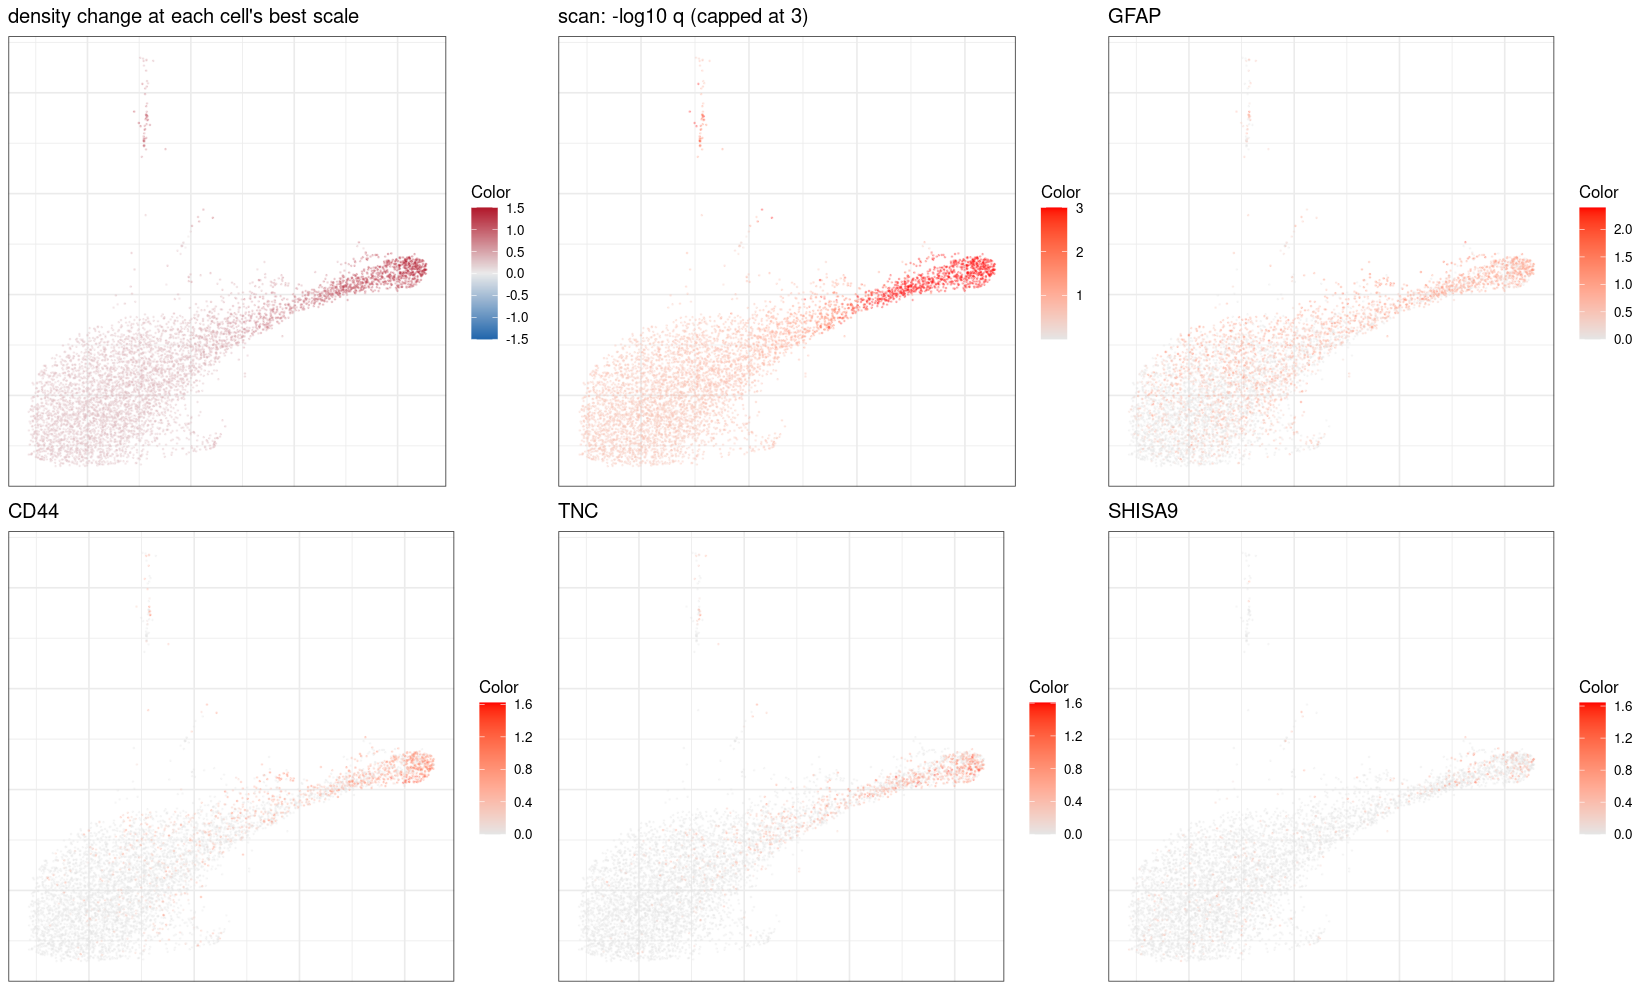 density change at each cell's best scale
scan: -log10 q (capped at 3)
GFAP
Color
1.5
1.0
0.5
0.0
-0.5
-1.0
-1.5
Color
3
2
1
Color
2.0
1.5
1.0
0.5
0.0
CD44
TNC
SHISA9
Color
1.6
1.2
0.8
0.4
0.0
Color
1.6
1.2
0.8
0.4
0.0
Color
1.6
1.2
0.8
0.4
0.0